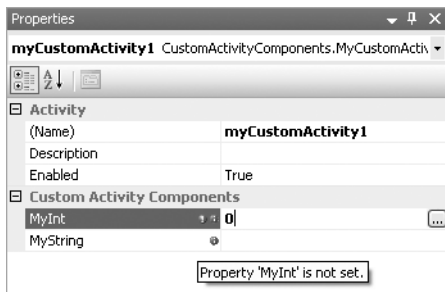 Properties
myCustomActivity1 CustomActivityComponents.MyCustomActiv
Activity
(Name) myCustomActivity1
Description
Enabled True
Custom Activity Components
MyInt 0 ...
MyString
Property 'MyInt' is not set.